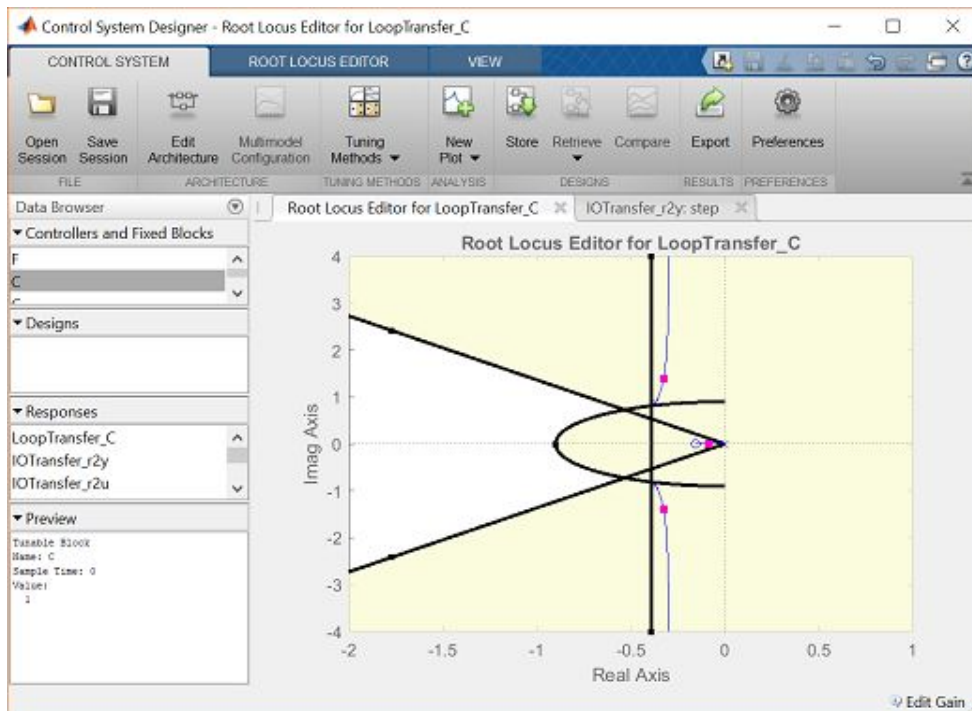 Control System Designer - Root Locus Editor for LoopTransfer_C
CONTROL SYSTEM
ROOT LOCUS EDITOR
VIEW
Open Session
Save Session
Edit Architecture
Multimodel Configuration
Tuning Methods
New Plot
Store
Retrieve
Compare
Export
Preferences
FILE
ARCHITECTURE
TUNING METHODS
ANALYSIS
DESIGNS
RESULTS
PREFERENCES
Data Browser
Root Locus Editor for LoopTransfer_C
IOTransfer_r2y: step
Controllers and Fixed Blocks
F
C
Designs
Responses
LoopTransfer_C
IOTransfer_r2y
IOTransfer_r2u
Preview
Tunable Block
Name: C
Sample Time: 0
Value:
1
Root Locus Editor for LoopTransfer_C
4
3
2
1
0
-1
-2
-3
-4
Imag Axis
-2
-1.5
-1
-0.5
0
0.5
1
Real Axis
Edit Gain